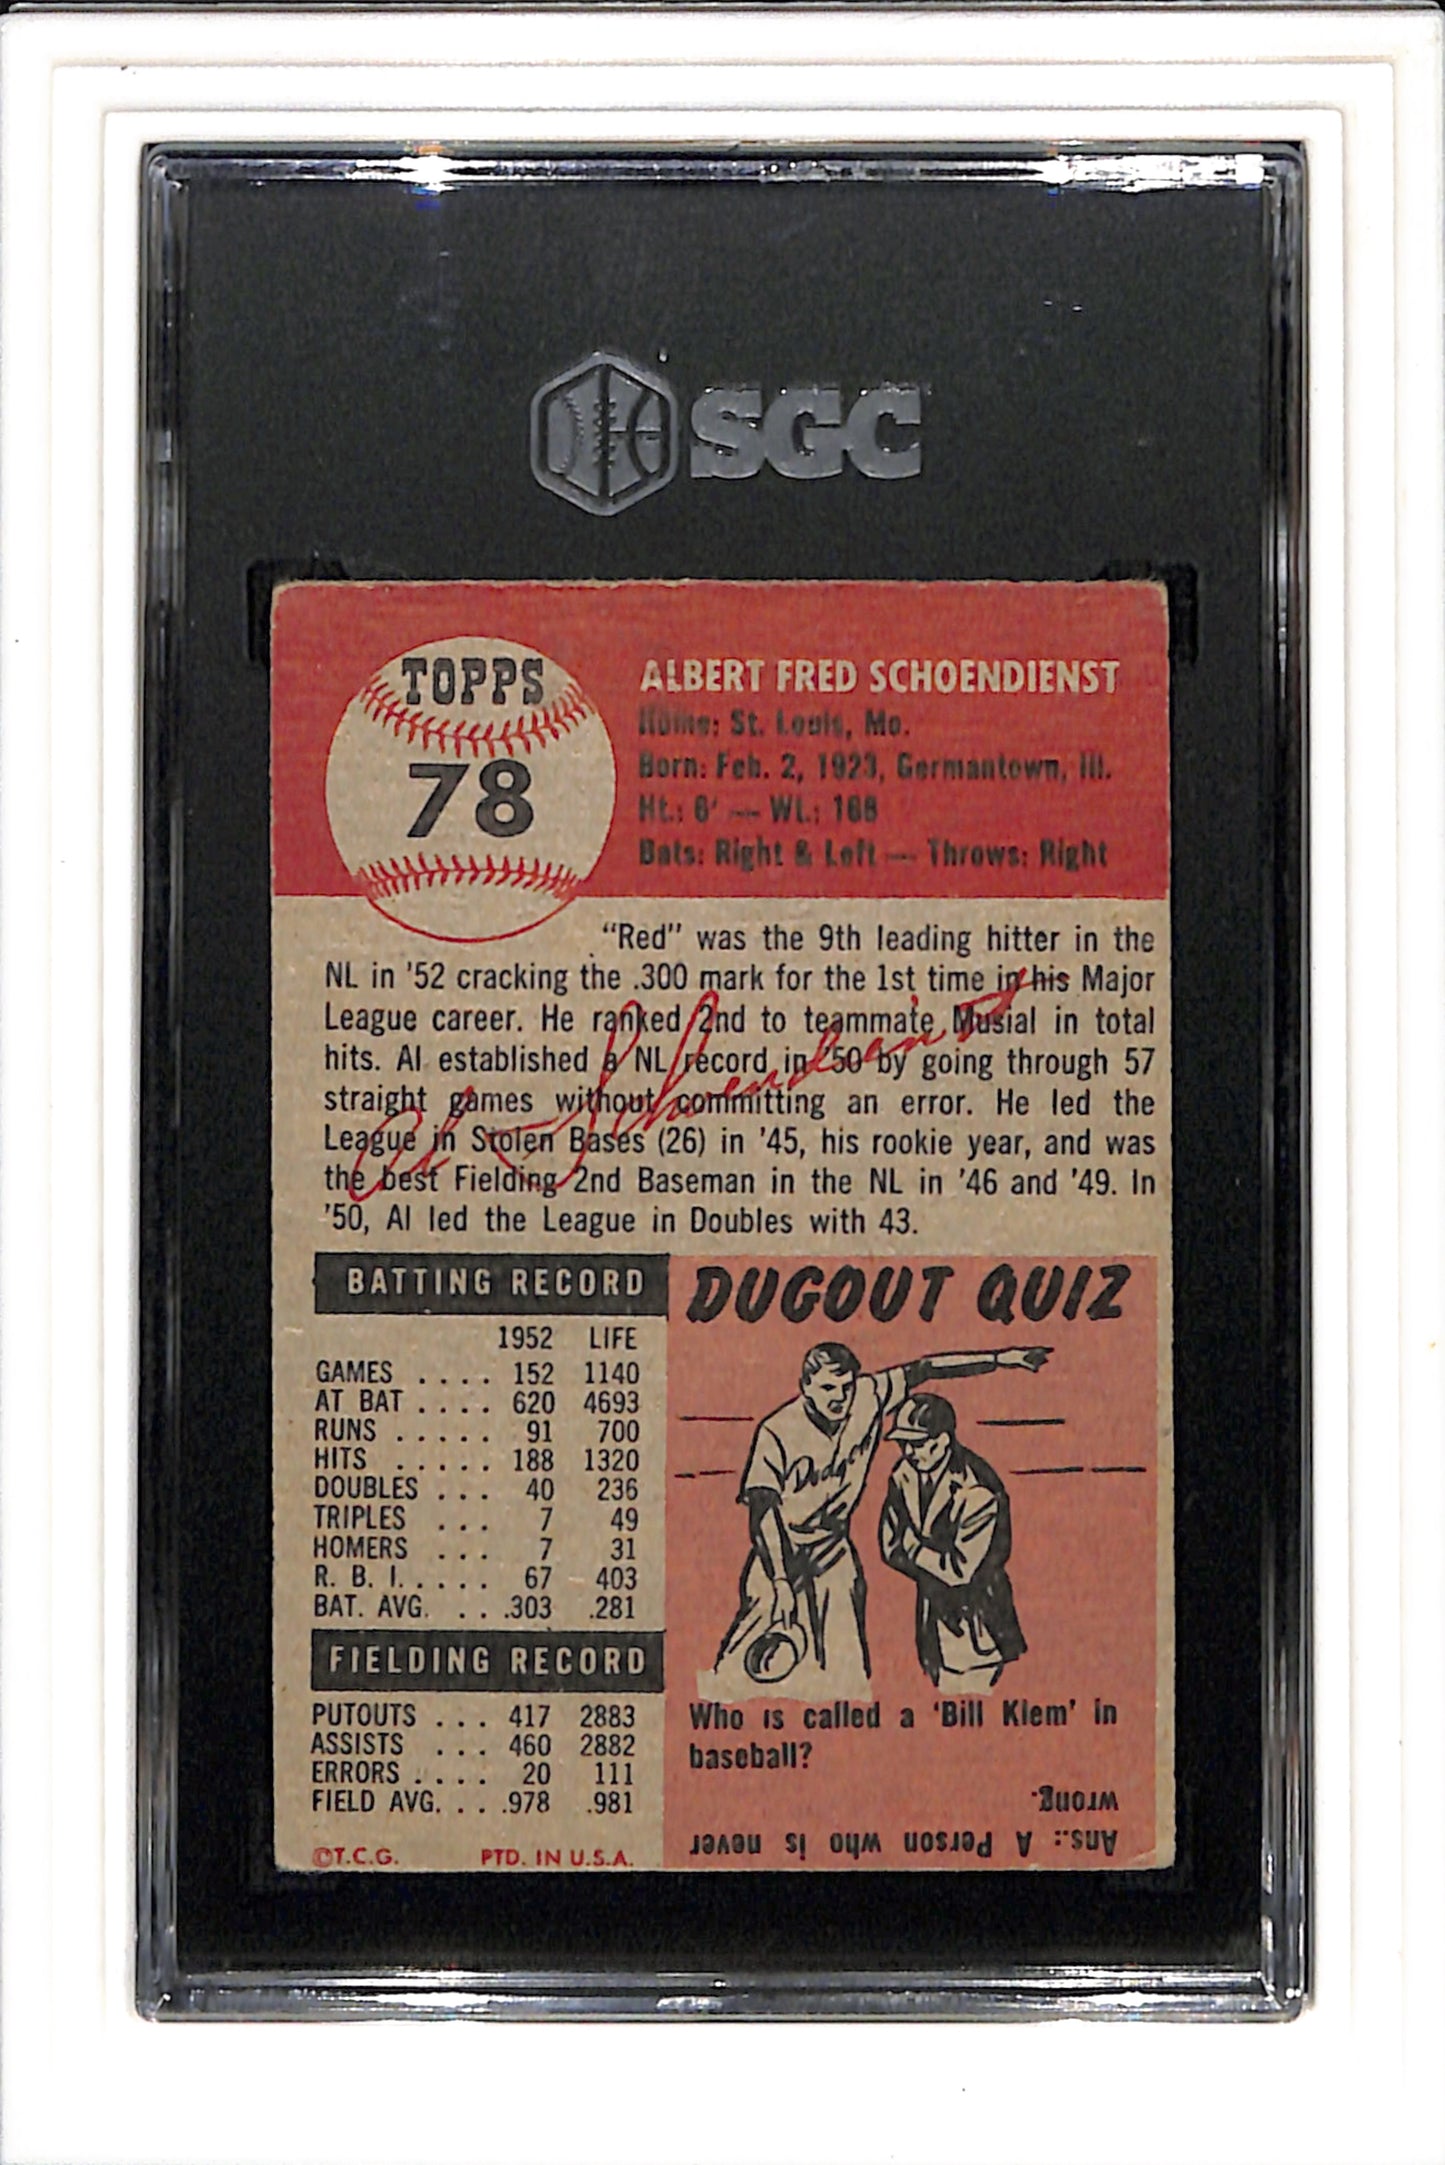 SGC
TOPPS
78
ALBERT FRED SCHOENDIENST
Home: St. Louis, Mo.
Born: Feb. 2, 1923, Germantown, Ill.
Ht.: 6' — Wt.: 168
Bats: Right & Left — Throws: Right
"Red" was the 9th leading hitter in the
NL in '52 cracking the .300 mark for the 1st time in his Major
League career. He ranked 2nd to teammate Musial in total
hits. Al established a NL record in '50 by going through 57
straight games without committing an error. He led the
League in Stolen Bases (26) in '45, his rookie year, and was
the best Fielding 2nd Baseman in the NL in '46 and '49. In
'50, Al led the League in Doubles with 43.
Al Schoendienst
BATTING RECORD
1952 LIFE
GAMES . . . . 152 1140
AT BAT . . . . 620 4693
RUNS . . . . . 91 700
HITS . . . . . 188 1320
DOUBLES . . . 40 236
TRIPLES . . . 7 49
HOMERS . . . 7 31
R. B. I. . . . . 67 403
BAT. AVG. . . .303 .281
FIELDING RECORD
PUTOUTS . . . 417 2883
ASSISTS . . . 460 2882
ERRORS . . . . 20 111
FIELD AVG. . . .978 .981
©T.C.G. PTD. IN U.S.A.
DUGOUT QUIZ
Dodgers
Who is called a 'Bill Klem' in
baseball?
Ans.: A Person who is never
wrong.